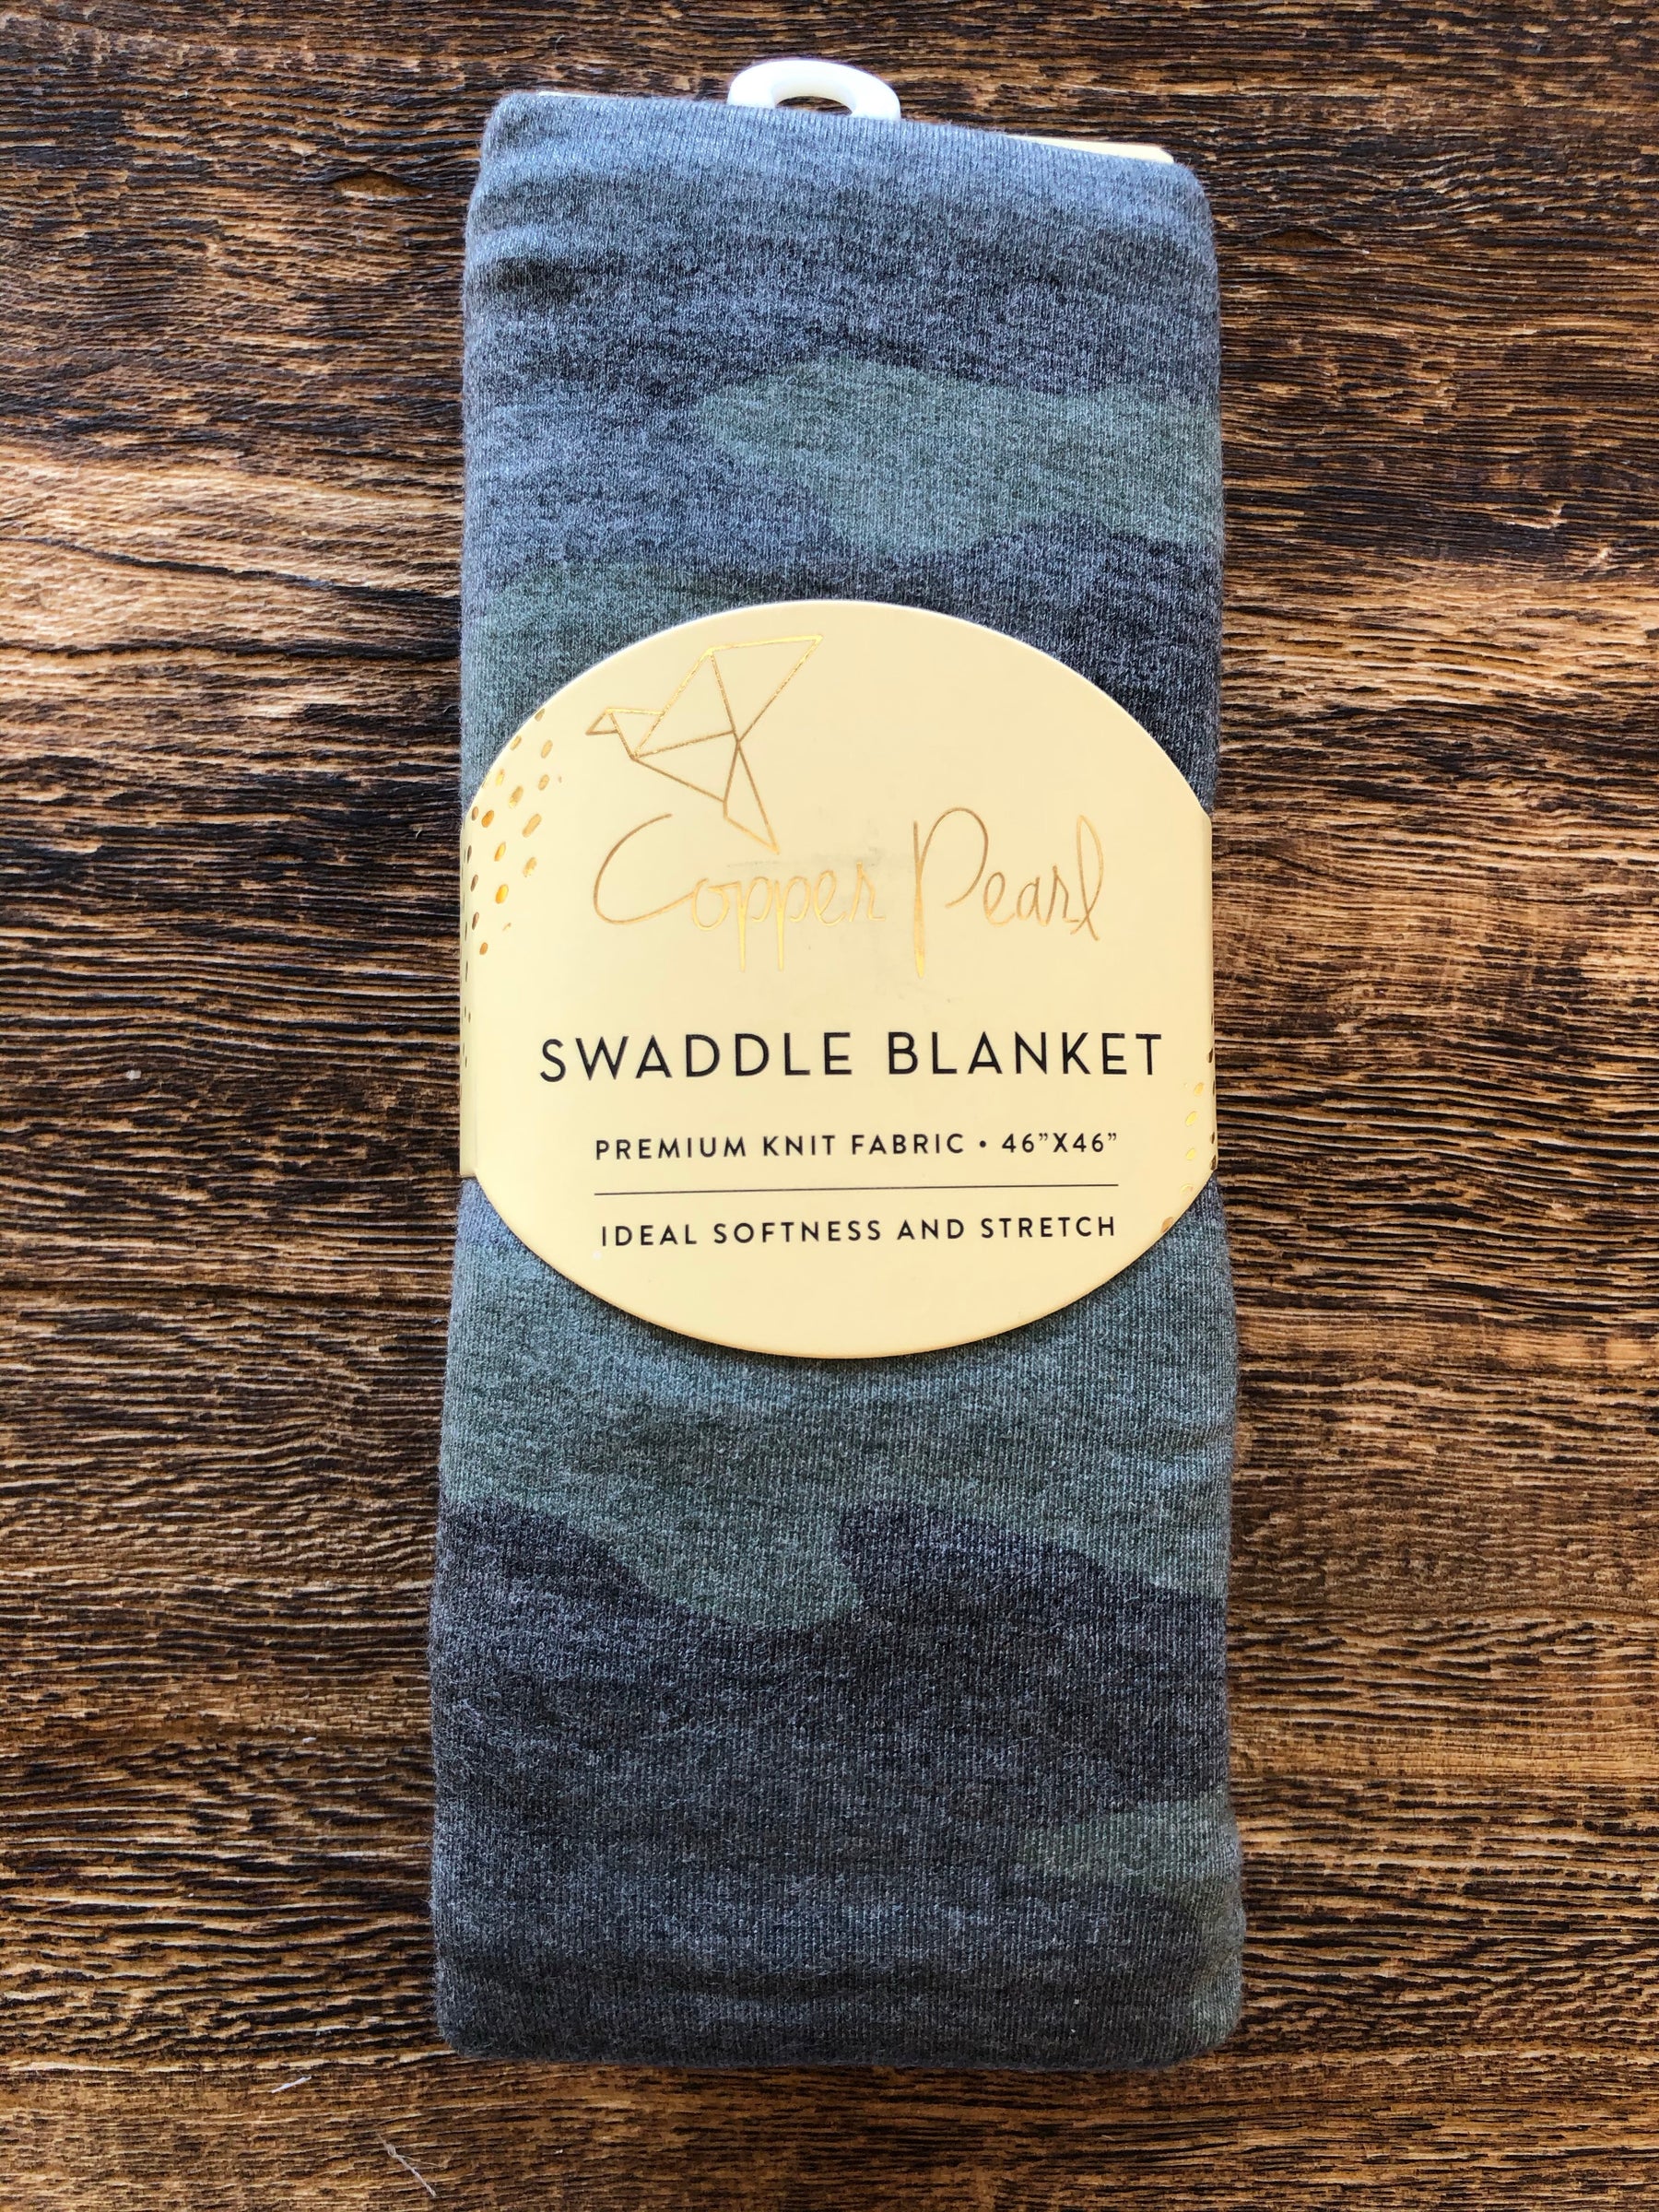 Copper Pearl
SWADDLE BLANKET
PREMIUM KNIT FABRIC • 46”X46”
IDEAL SOFTNESS AND STRETCH